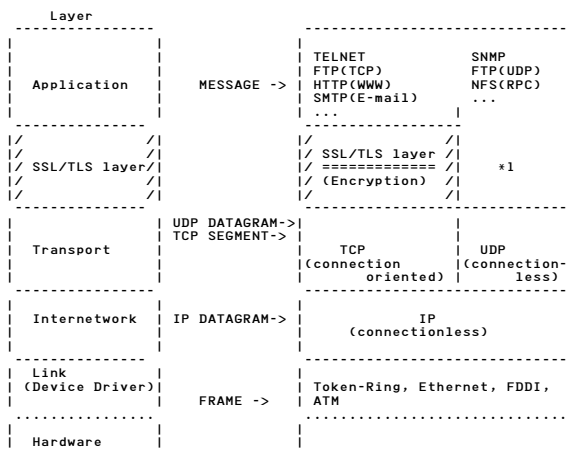 Layer
TELNET SNMP
FTP(TCP) FTP(UDP)
Application MESSAGE -> HTTP(WWW) NFS(RPC)
SMTP(E-mail) ...
...
SSL/TLS layer
SSL/TLS layer ============= *1
(Encryption)
UDP DATAGRAM->
TCP SEGMENT->
Transport TCP UDP
(connection (connection-
oriented) less)
Internetwork IP DATAGRAM-> IP
(connectionless)
Link
(Device Driver) Token-Ring, Ethernet, FDDI,
FRAME -> ATM
Hardware